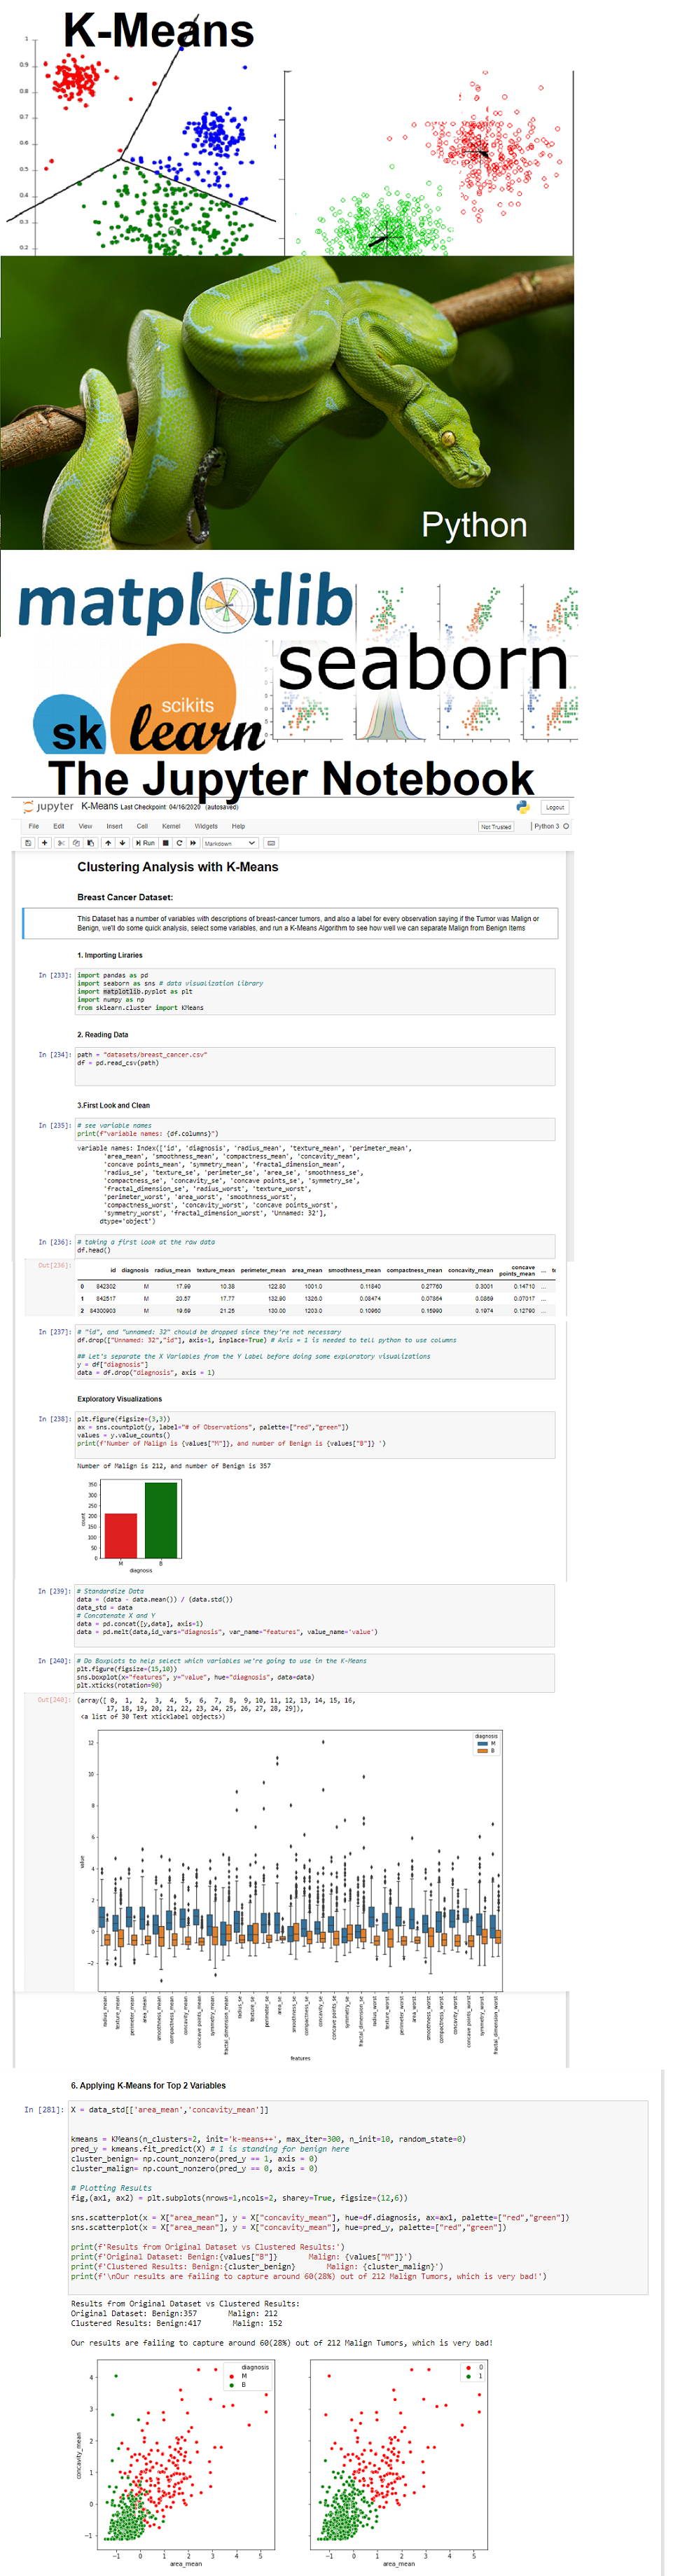 K-Means
1
0.9
0.8
0.7
0.6
0.5
0.4
0.3
0.2
Python
matplotlib
seaborn
scikits
sk learn
The Jupyter Notebook
jupyter K-Means Last Checkpoint: 04/16/2020 (autosaved)
Logout
File Edit View Insert Cell Kernel Widgets Help
Not Trusted
Python 3
Run
Markdown
Clustering Analysis with K-Means
Breast Cancer Dataset:
This Dataset has a number of variables with descriptions of breast-cancer tumors, and also a label for every observation saying if the Tumor was Malign or
Benign, we'll do some quick analysis, select some variables, and run a K-Means Algorithm to see how well we can separate Malign from Benign Items
1. Importing Liraries
In [233]: import pandas as pd
import seaborn as sns # data visualization library
import matplotlib.pyplot as plt
import numpy as np
from sklearn.cluster import KMeans
2. Reading Data
In [234]: path = "datasets/breast_cancer.csv"
df = pd.read_csv(path)
3.First Look and Clean
In [235]: # see variable names
print(f"variable names: {df.columns}")
variable names: Index(['id', 'diagnosis', 'radius_mean', 'texture_mean', 'perimeter_mean',
'area_mean', 'smoothness_mean', 'compactness_mean', 'concavity_mean',
'concave points_mean', 'symmetry_mean', 'fractal_dimension_mean',
'radius_se', 'texture_se', 'perimeter_se', 'area_se', 'smoothness_se',
'compactness_se', 'concavity_se', 'concave points_se', 'symmetry_se',
'fractal_dimension_se', 'radius_worst', 'texture_worst',
'perimeter_worst', 'area_worst', 'smoothness_worst',
'compactness_worst', 'concavity_worst', 'concave points_worst',
'symmetry_worst', 'fractal_dimension_worst', 'Unnamed: 32'],
dtype='object')
In [236]: # taking a first look at the raw data
df.head()
Out[236]:
id diagnosis radius_mean texture_mean perimeter_mean area_mean smoothness_mean compactness_mean concavity_mean concave points_mean ...
0 842302 M 17.99 10.38 122.80 1001.0 0.11840 0.27760 0.3001 0.14710 ...
1 842517 M 20.57 17.77 132.90 1326.0 0.08474 0.07864 0.0869 0.07017 ...
2 84300903 M 19.69 21.25 130.00 1203.0 0.10960 0.15990 0.1974 0.12790 ...
In [237]: # "id", and "unnamed: 32" chould be dropped since they're not necessary
df.drop(["Unnamed: 32","id"], axis=1, inplace=True) # Axis = 1 is needed to tell python to use columns
## Let's separate the X Variables from the Y Label before doing some exploratory visualizations
y = df["diagnosis"]
data = df.drop("diagnosis", axis = 1)
Exploratory Visualizations
In [238]: plt.figure(figsize=(3,3))
ax = sns.countplot(y, label="# of Observations", palette=["red","green"])
values = y.value_counts()
print(f'Number of Malign is {values["M"]}, and number of Benign is {values["B"]} ')
Number of Malign is 212, and number of Benign is 357
350
300
250
200
150
100
50
0
count
M B
diagnosis
In [239]: # Standardize Data
data = (data - data.mean()) / (data.std())
data_std = data
# Concatenate X and Y
data = pd.concat([y,data], axis=1)
data = pd.melt(data,id_vars="diagnosis", var_name="features", value_name='value')
In [240]: # Do Boxplots to help select which variables we're going to use in the K-Means
plt.figure(figsize=(15,10))
sns.boxplot(x="features", y="value", hue="diagnosis", data=data)
plt.xticks(rotation=90)
Out[240]: (array([ 0, 1, 2, 3, 4, 5, 6, 7, 8, 9, 10, 11, 12, 13, 14, 15, 16,
17, 18, 19, 20, 21, 22, 23, 24, 25, 26, 27, 28, 29]),
<a list of 30 Text xticklabel objects>)
diagnosis
M
B
12
10
8
6
4
2
0
−2
value
radius_mean
texture_mean
perimeter_mean
area_mean
smoothness_mean
compactness_mean
concavity_mean
concave points_mean
symmetry_mean
fractal_dimension_mean
radius_se
texture_se
perimeter_se
area_se
smoothness_se
compactness_se
concavity_se
concave points_se
symmetry_se
fractal_dimension_se
radius_worst
texture_worst
perimeter_worst
area_worst
smoothness_worst
compactness_worst
concavity_worst
concave points_worst
symmetry_worst
fractal_dimension_worst
features
6. Applying K-Means for Top 2 Variables
In [281]: X = data_std[['area_mean','concavity_mean']]
kmeans = KMeans(n_clusters=2, init='k-means++', max_iter=300, n_init=10, random_state=0)
pred_y = kmeans.fit_predict(X) # 1 is standing for benign here
cluster_benign= np.count_nonzero(pred_y == 1, axis = 0)
cluster_malign= np.count_nonzero(pred_y == 0, axis = 0)
# Plotting Results
fig,(ax1, ax2) = plt.subplots(nrows=1,ncols=2, sharey=True, figsize=(12,6))
sns.scatterplot(x = X["area_mean"], y = X["concavity_mean"], hue=df.diagnosis, ax=ax1, palette=["red","green"])
sns.scatterplot(x = X["area_mean"], y = X["concavity_mean"], hue=pred_y, palette=["red","green"])
print(f'Results from Original Dataset vs Clustered Results:')
print(f'Original Dataset: Benign:{values["B"]} Malign: {values["M"]}')
print(f'Clustered Results: Benign:{cluster_benign} Malign: {cluster_malign}')
print(f'\nOur results are failing to capture around 60(28%) out of 212 Malign Tumors, which is very bad!')
Results from Original Dataset vs Clustered Results:
Original Dataset: Benign:357 Malign: 212
Clustered Results: Benign:417 Malign: 152
Our results are failing to capture around 60(28%) out of 212 Malign Tumors, which is very bad!
diagnosis
M
B
4
3
2
1
0
−1
concavity_mean
−1 0 1 2 3 4 5
area_mean
0
1
−1 0 1 2 3 4 5
area_mean